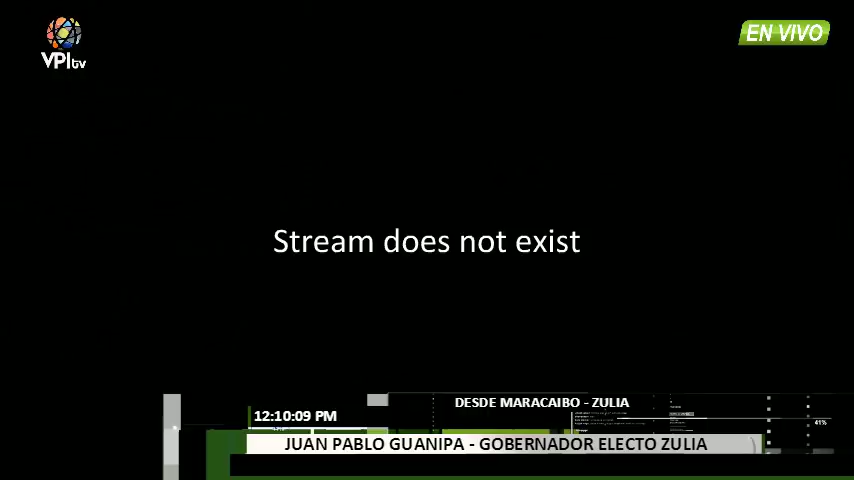 VPItv
EN VIVO
Stream does not exist
DESDE MARACAIBO - ZULIA
12:10:09 PM
41%
JUAN PABLO GUANIPA - GOBERNADOR ELECTO ZULIA